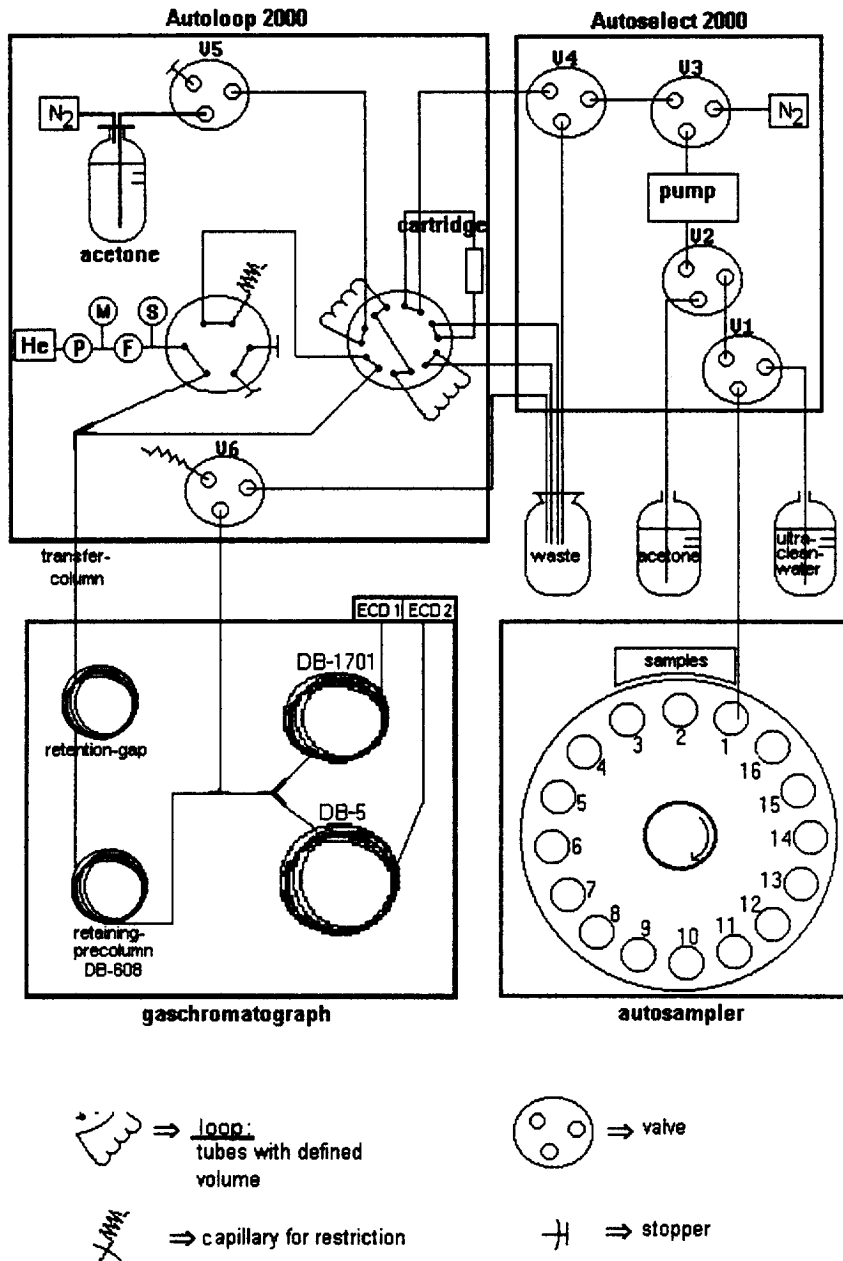 Autoloop 2000
Autoselect 2000
V5
V4
V3
N2
N2
acetone
cartridge
pump
V2
V1
He
P
M
F
S
V6
transfer-
column
waste
acetone
ultra-
clean-
water
ECD 1
ECD 2
DB-1701
retention-gap
DB-5
retaining-
precolumn
DB-608
gaschromatograph
samples
1
2
3
4
5
6
7
8
9
10
11
12
13
14
15
16
autosampler
⇒ loop:
tubes with defined
volume
⇒ valve
⇒ capillary for restriction
⇒ stopper